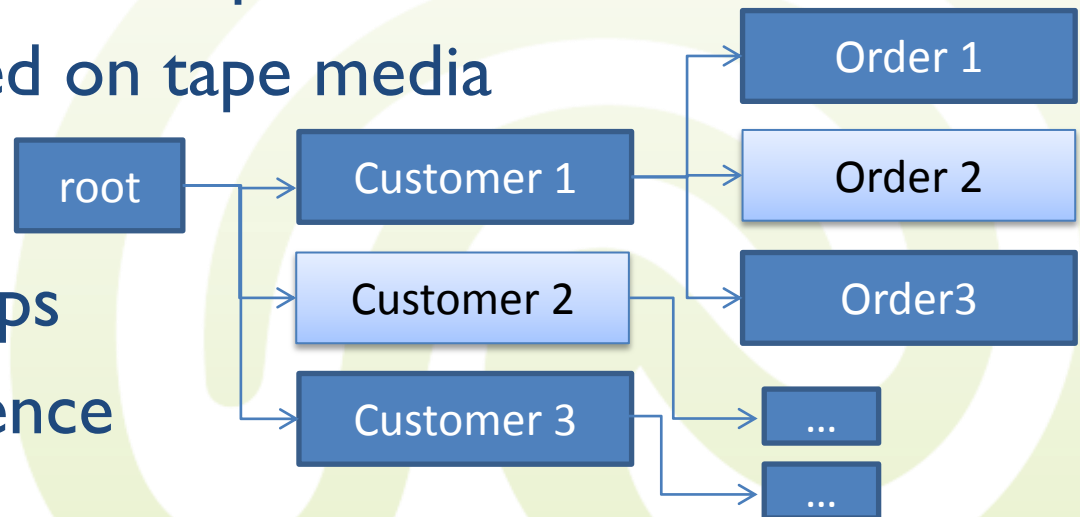 ed on tape media
root
ps
ence
Customer 1
Customer 2
Customer 3
Order 1
Order 2
Order3
...
...